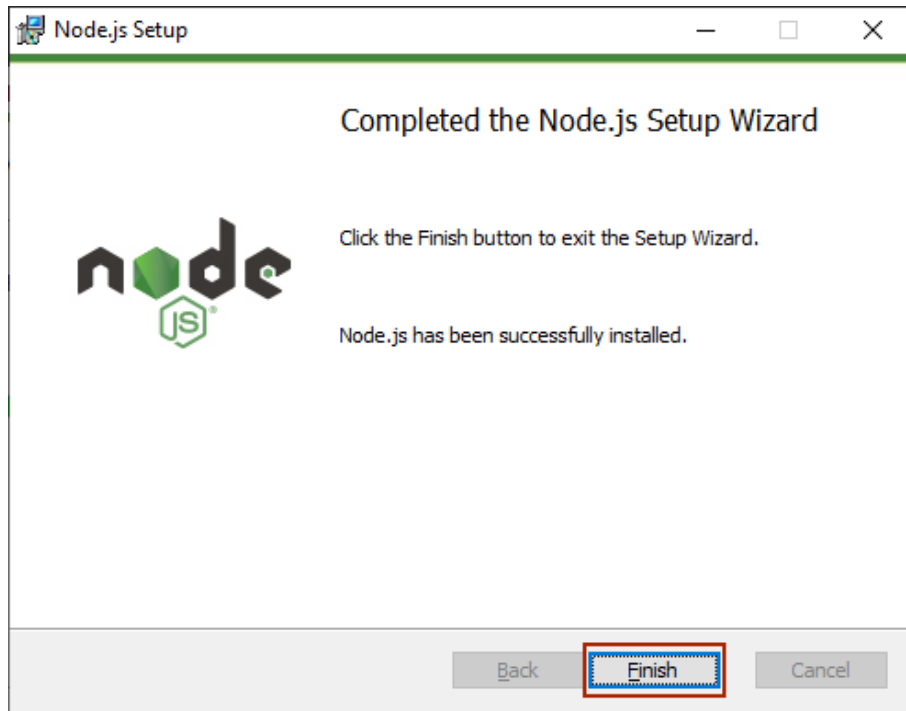 Node.js Setup
Completed the Node.js Setup Wizard
Click the Finish button to exit the Setup Wizard.
node
JS®
Node.js has been successfully installed.
Back Finish Cancel